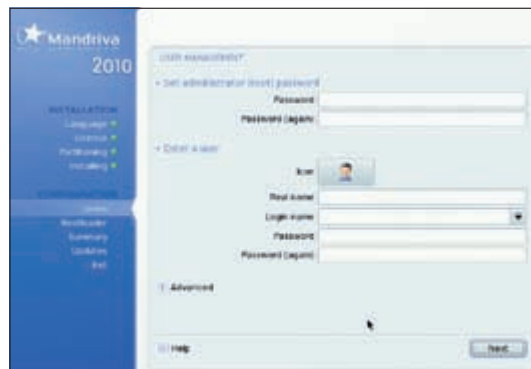 Mandriva
2010
INSTALLATION
Language
License
Partitioning
Installing
CONFIGURATION
Users
Bootloader
Summary
Updates
Exit
User management
Set administrator (root) password
Password
Password (again)
Enter a user
Icon
Real name
Login name
Password
Password (again)
Advanced
Help
Next